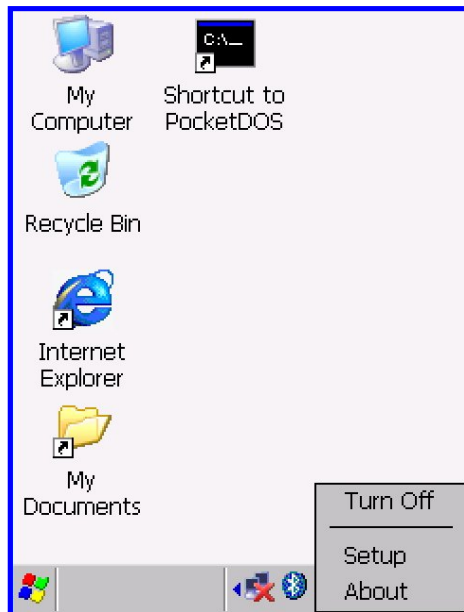 C:\_
My
Computer
Shortcut to
PocketDOS
Recycle Bin
Internet
Explorer
My
Documents
Turn Off
Setup
About